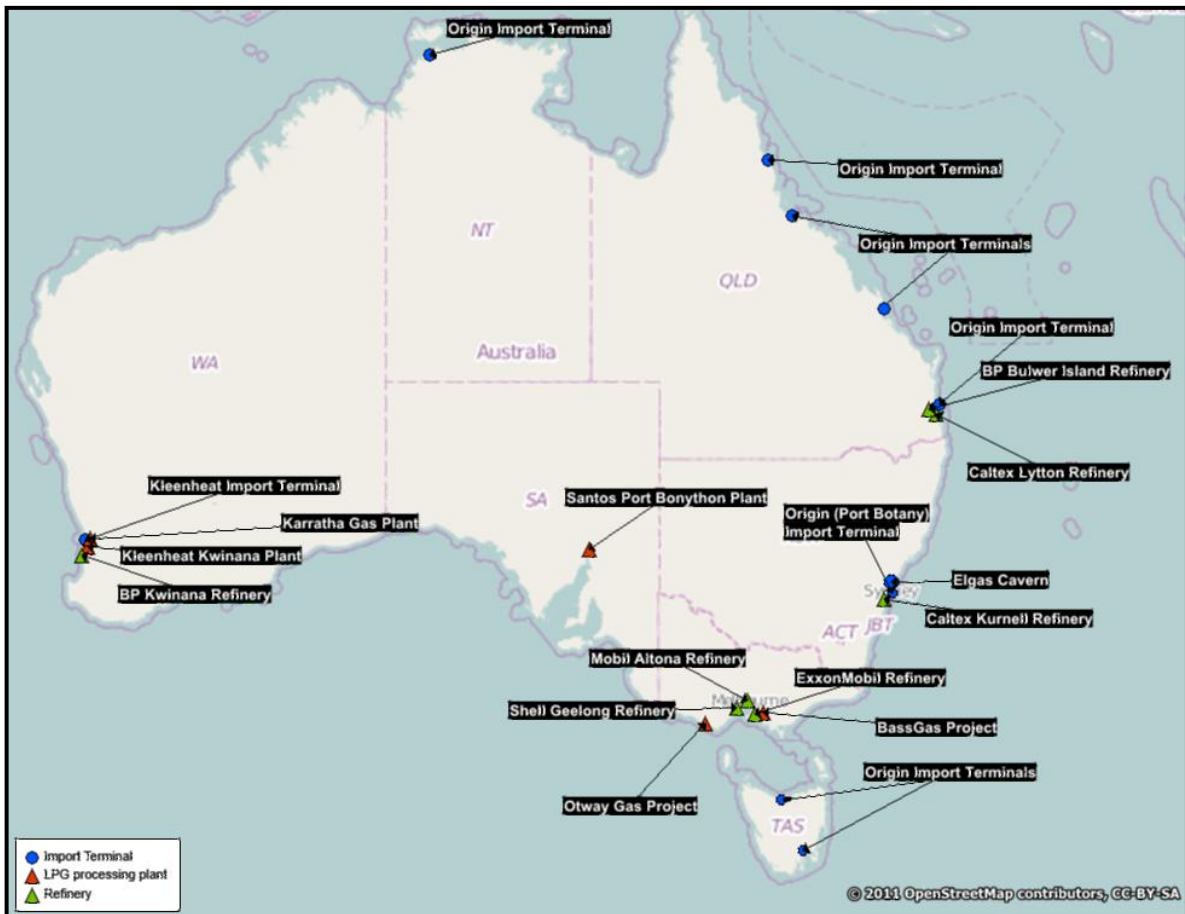 Origin Import Terminal
Origin Import Terminal
NT
Origin Import Terminals
QLD
Origin Import Terminal
Australia
WA
BP Bulwer Island Refinery
Caltex Lytton Refinery
Kleenheat Import Terminal
Santos Port Bonython Plant
SA
Origin (Port Botany)
Import Terminal
Karratha Gas Plant
Kleenheat Kwinana Plant
Elgas Cavern
BP Kwinana Refinery
Caltex Kurnell Refinery
ACT
JBT
Mobil Altona Refinery
ExxonMobil Refinery
Shell Geelong Refinery
BassGas Project
Origin Import Terminals
Otway Gas Project
TAS
Import Terminal
LPG processing plant
Refinery
© 2011 OpenStreetMap contributors, CC-BY-SA